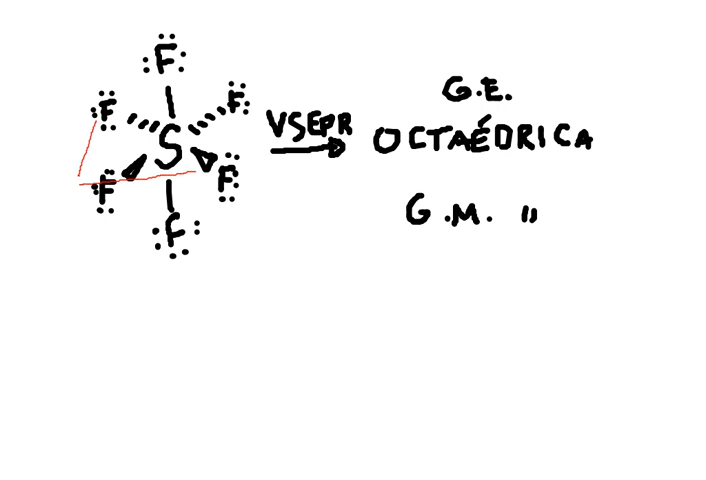 :F:
:F F:
S
:F F:
:F:
VSEPR
G.E.
OCTAÉDRICA
G.M. "